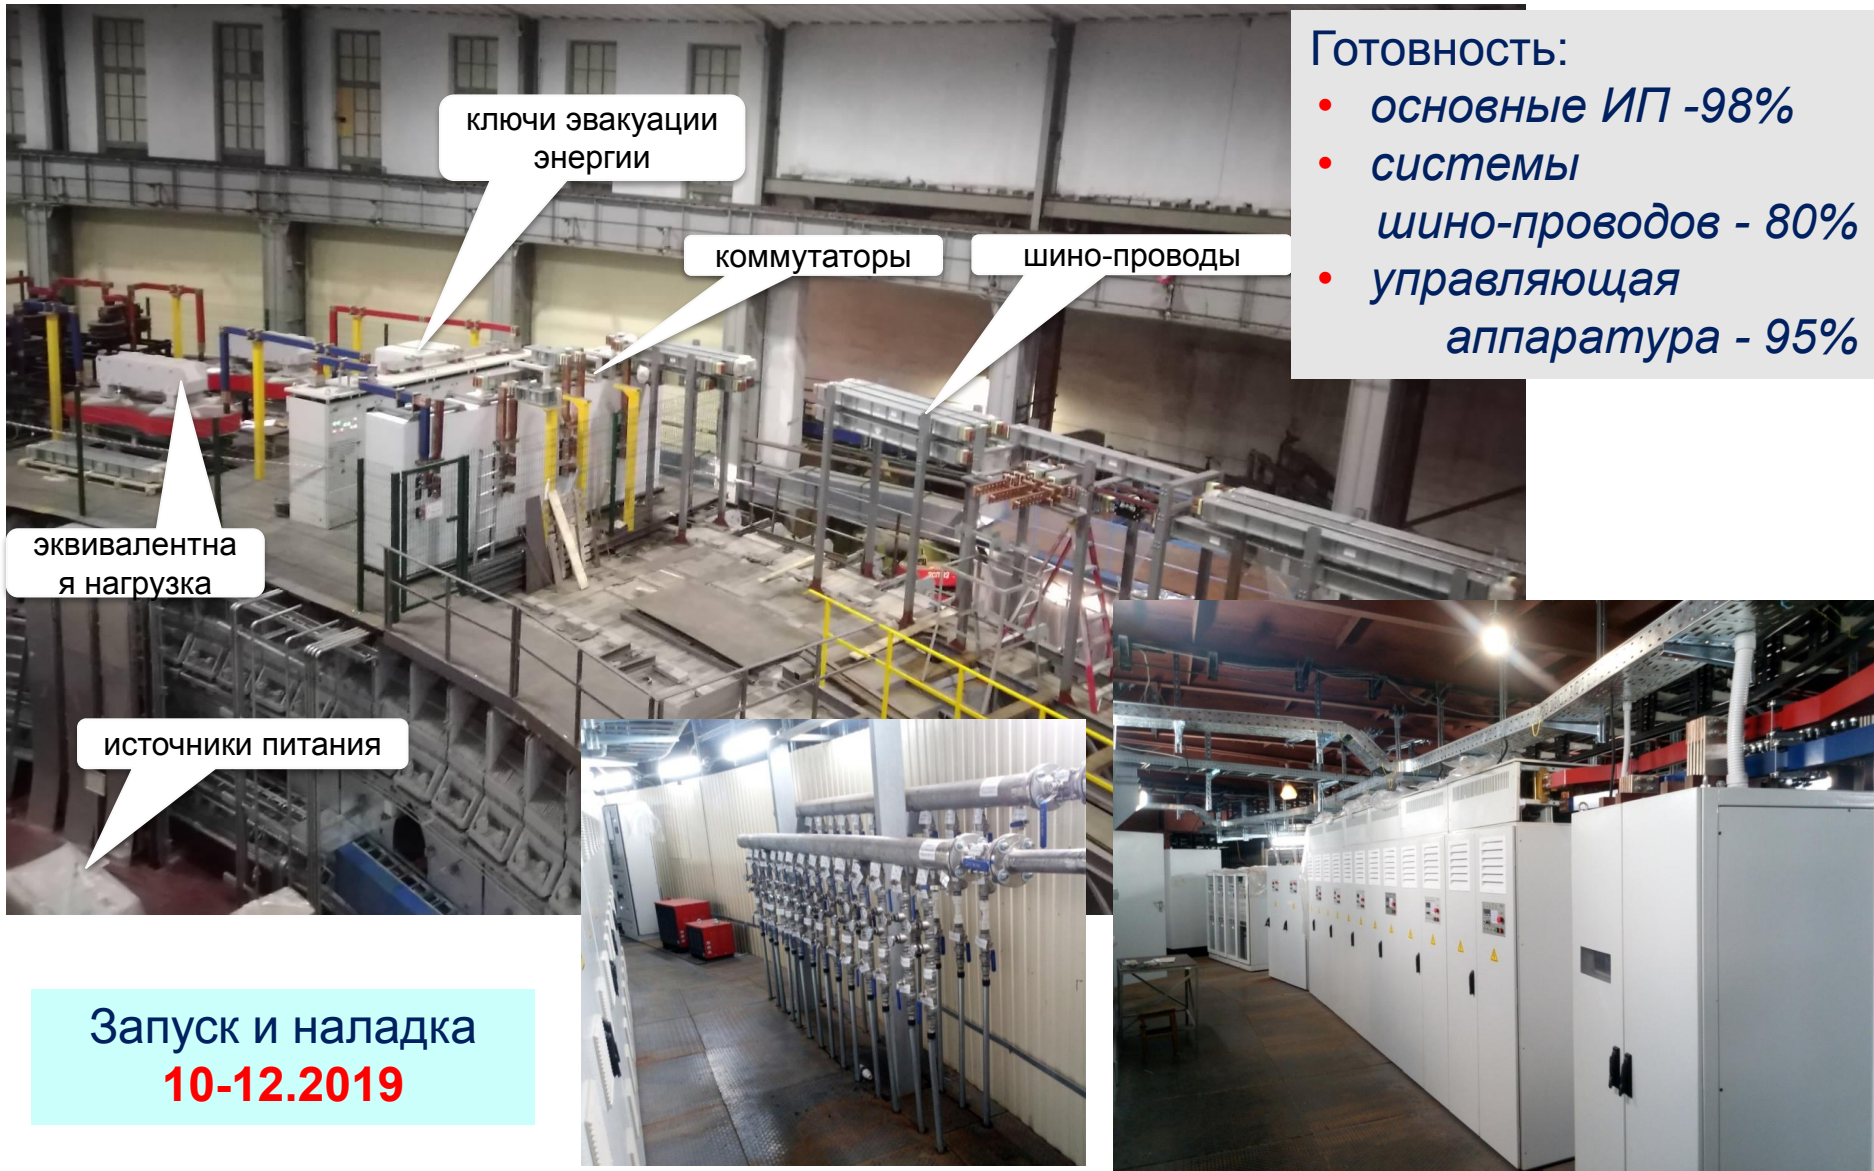 Готовность:
• основные ИП -98%
• системы
шино-проводов - 80%
• управляющая
аппаратура - 95%
ключи эвакуации
энергии
коммутаторы
шино-проводы
эквивалентна
я нагрузка
источники питания
Запуск и наладка
10-12.2019